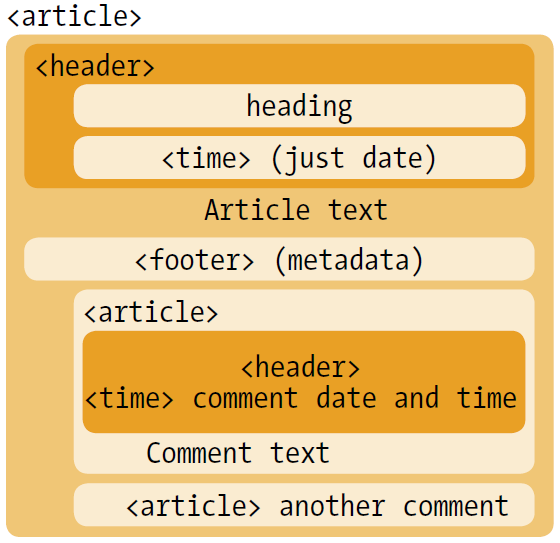 <article>
<header>
heading
<time> (just date)
Article text
<footer> (metadata)
<article>
<header>
<time> comment date and time
Comment text
<article> another comment